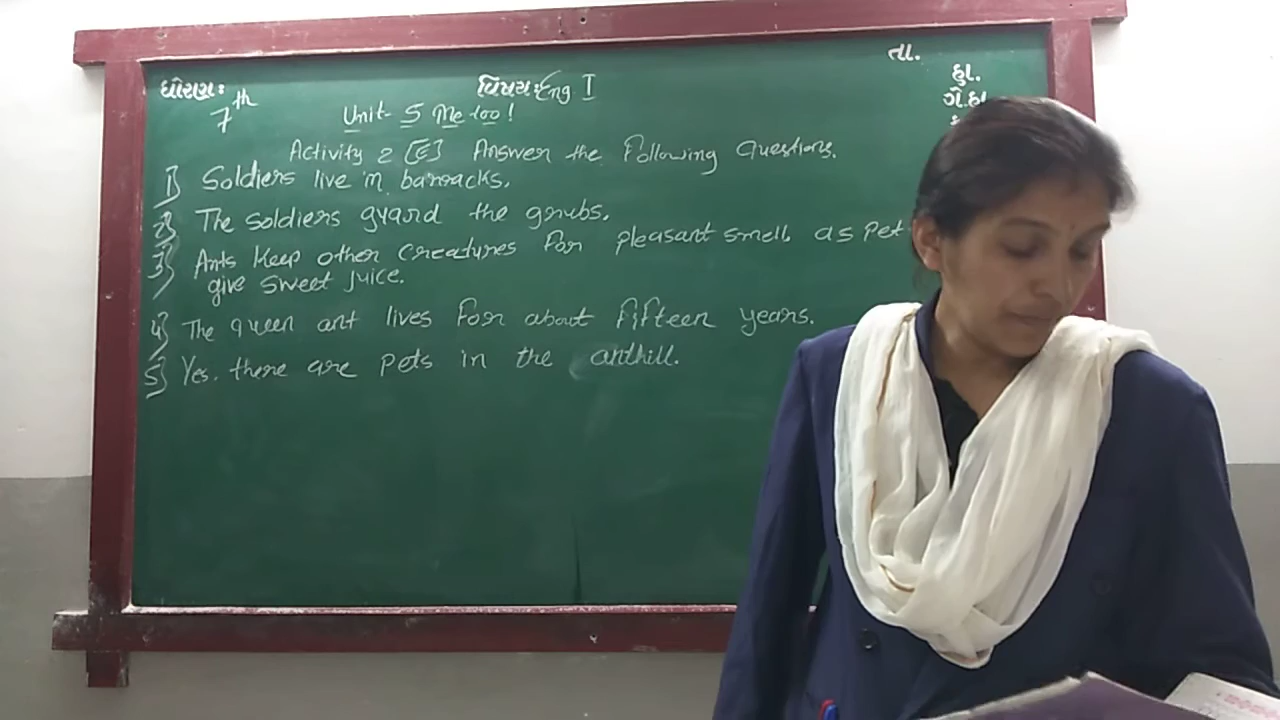 ધોરણ: વિષય: Eng I તા.
7th હા.
Unit- 5 Me too! ગે.હા
Activity 2 [E] Answer the Following Questions.
1] Soldiers live in barracks.
2] The soldiers guard the grubs.
3] Ants keep other creatures for pleasant smell as pet
give sweet juice.
4] The queen ant lives for about fifteen years.
5] Yes. there are pets in the anthill.